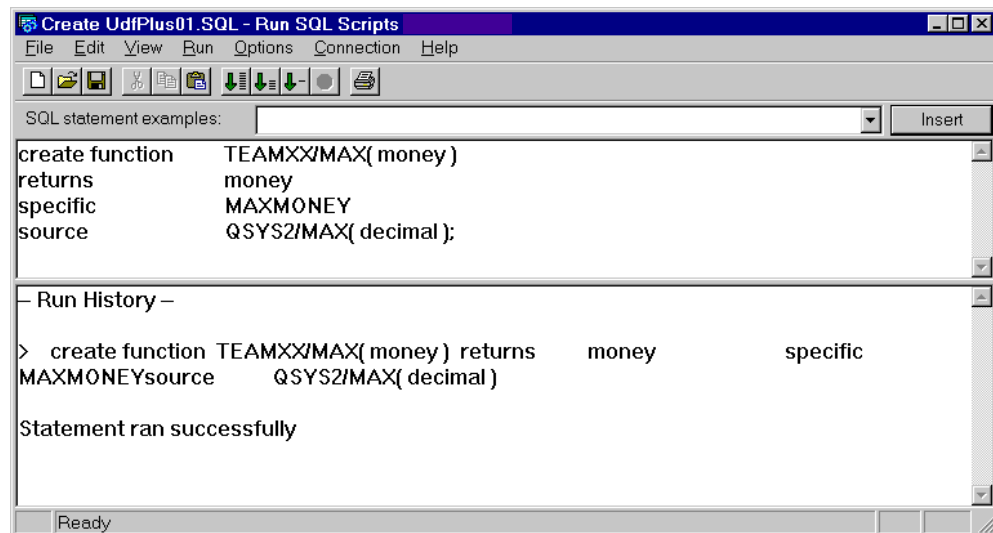 Create UdfPlus01.SQL - Run SQL Scripts
File Edit View Run Options Connection Help
SQL statement examples: Insert
create function TEAMXX/MAX( money )
returns money
specific MAXMONEY
source QSYS2/MAX( decimal );
– Run History –
> create function TEAMXX/MAX( money ) returns money specific
MAXMONEYsource QSYS2/MAX( decimal )
Statement ran successfully
Ready